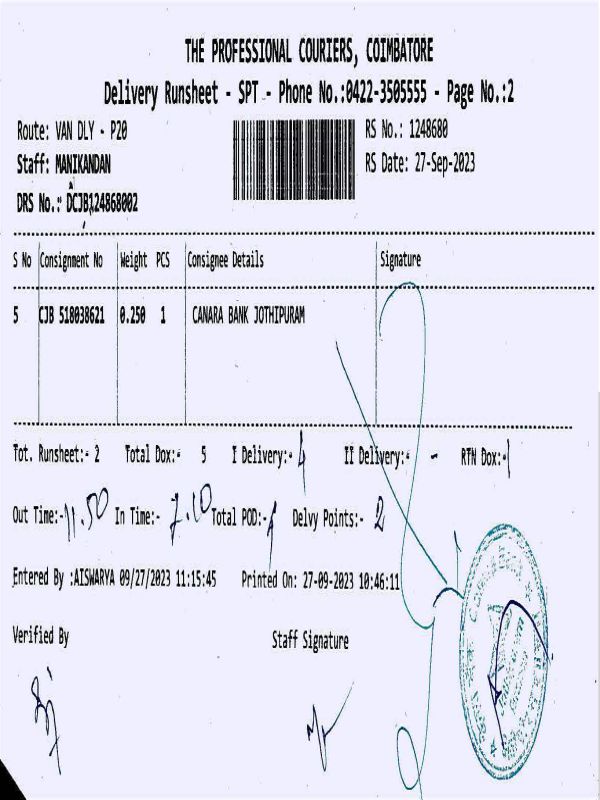 THE PROFESSIONAL COURIERS, COIMBATORE
Delivery Runsheet - SPT - Phone No.:0422-3505555 - Page No.:2
Route: VAN DLY - P20 RS No.: 1248680
Staff: MANIKANDAN RS Date: 27-Sep-2023
DRS No.: DCJB124868002
S No Consignment No Weight PCS Consignee Details Signature
5 CJB 518038621 0.250 1 CANARA BANK JOTHIPURAM
Tot. Runsheet:- 2 Total Dox:- 5 I Delivery:- 4 II Delivery:- - RTN Dox:- 1
Out Time:- 11.50 In Time:- 7.10 Total POD:- Delvy Points:- 2
Entered By :AISWARYA 09/27/2023 11:15:45 Printed On: 27-09-2023 10:46:11
Verified By Staff Signature